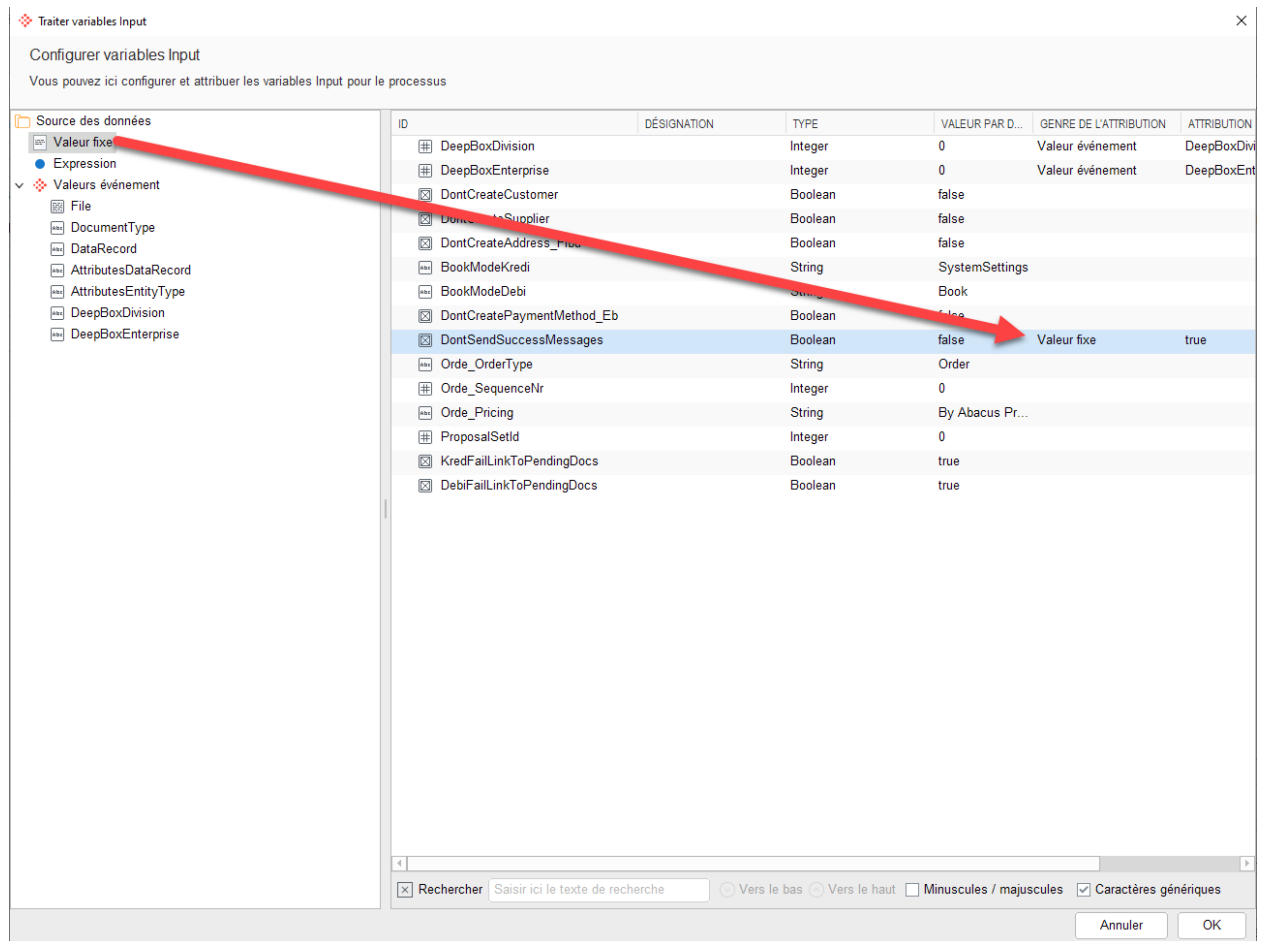 Traiter variables Input
Configurer variables Input
Vous pouvez ici configurer et attribuer les variables Input pour le processus
Source des données
Valeur fixe
Expression
Valeurs événement
File
DocumentType
DataRecord
AttributesDataRecord
AttributesEntityType
DeepBoxDivision
DeepBoxEnterprise
ID DÉSIGNATION TYPE VALEUR PAR D... GENRE DE L'ATTRIBUTION ATTRIBUTION
DeepBoxDivision Integer 0 Valeur événement DeepBoxDivi
DeepBoxEnterprise Integer 0 Valeur événement DeepBoxEnt
DontCreateCustomer Boolean false
DontCreateSupplier Boolean false
DontCreateAddress_Fibu Boolean false
BookModeKredi String SystemSettings
BookModeDebi String Book
DontCreatePaymentMethod_Eb Boolean false
DontSendSuccessMessages Boolean false Valeur fixe true
Orde_OrderType String Order
Orde_SequenceNr Integer 0
Orde_Pricing String By Abacus Pr...
ProposalSetId Integer 0
KredFailLinkToPendingDocs Boolean true
DebiFailLinkToPendingDocs Boolean true
Rechercher Saisir ici le texte de recherche Vers le bas Vers le haut Minuscules / majuscules Caractères génériques
Annuler OK